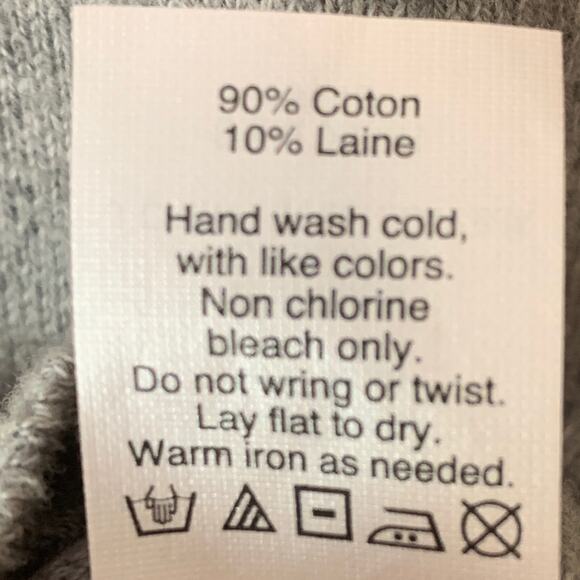 90% Coton
10% Laine
Hand wash cold,
with like colors.
Non chlorine
bleach only.
Do not wring or twist.
Lay flat to dry.
Warm iron as needed.